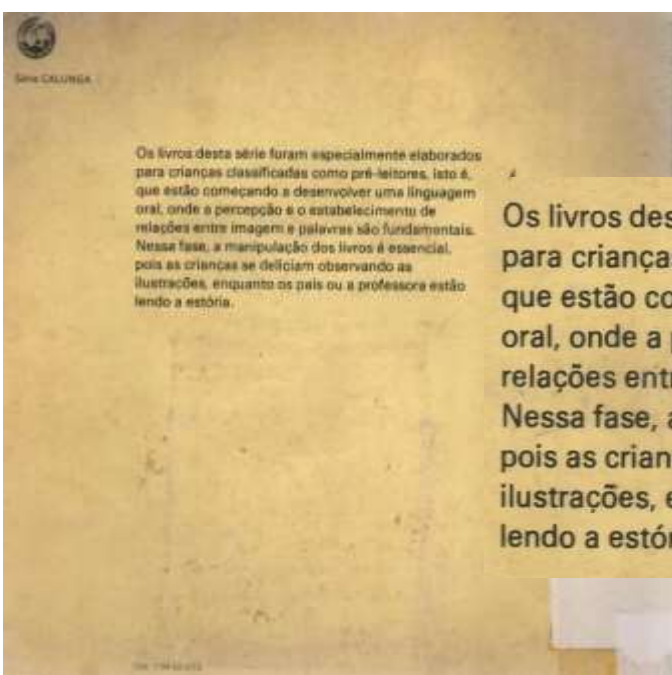 Série CALUNGA
Os livros desta série furam especialmente elaborados
para crianças classificadas como pré-leitores, isto é,
que estão começando a desenvolver uma linguagem
oral, onde a percepção e o estabelecimento de
relações entre imagem e palavras são fundamentais.
Nessa fase, a manipulação dos livros é essencial,
pois as crianças se deliciam observando as
ilustrações, enquanto os pais ou a professora estão
lendo a estória.
Os livros des
para criança
que estão co
oral, onde a
relações entr
Nessa fase, a
pois as crian
ilustrações, e
lendo a estór